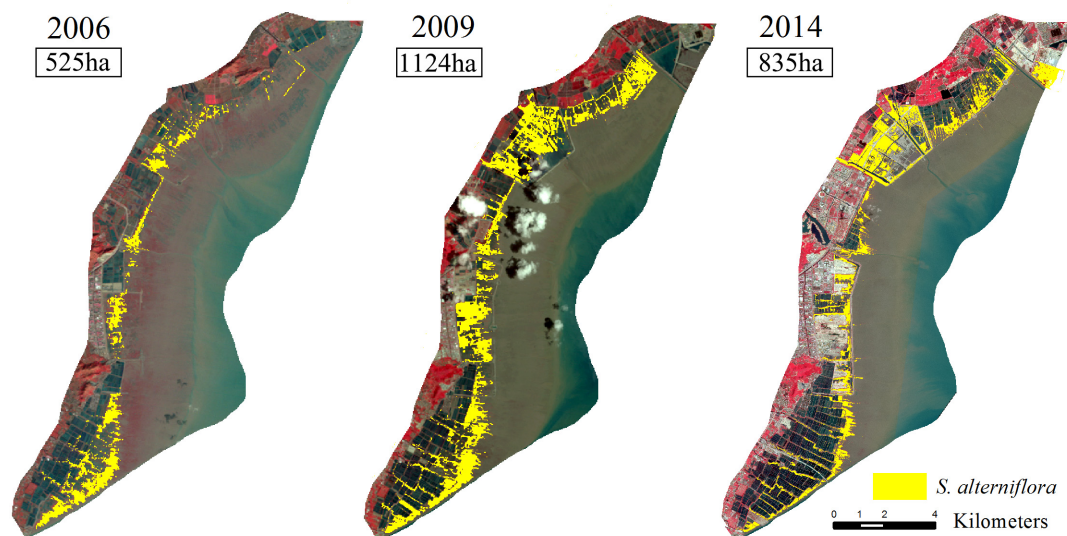 2006
525ha
2009
1124ha
2014
835ha
S. alterniflora
0 1 2 4
Kilometers